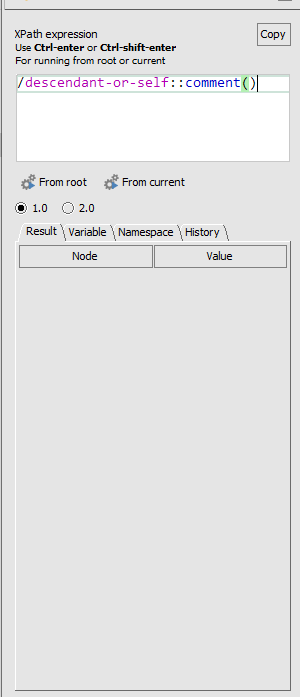 XPath expression
Copy
Use Ctrl-enter or Ctrl-shift-enter
For running from root or current
/descendant-or-self::comment()
From root From current
1.0 2.0
Result Variable Namespace History
Node Value